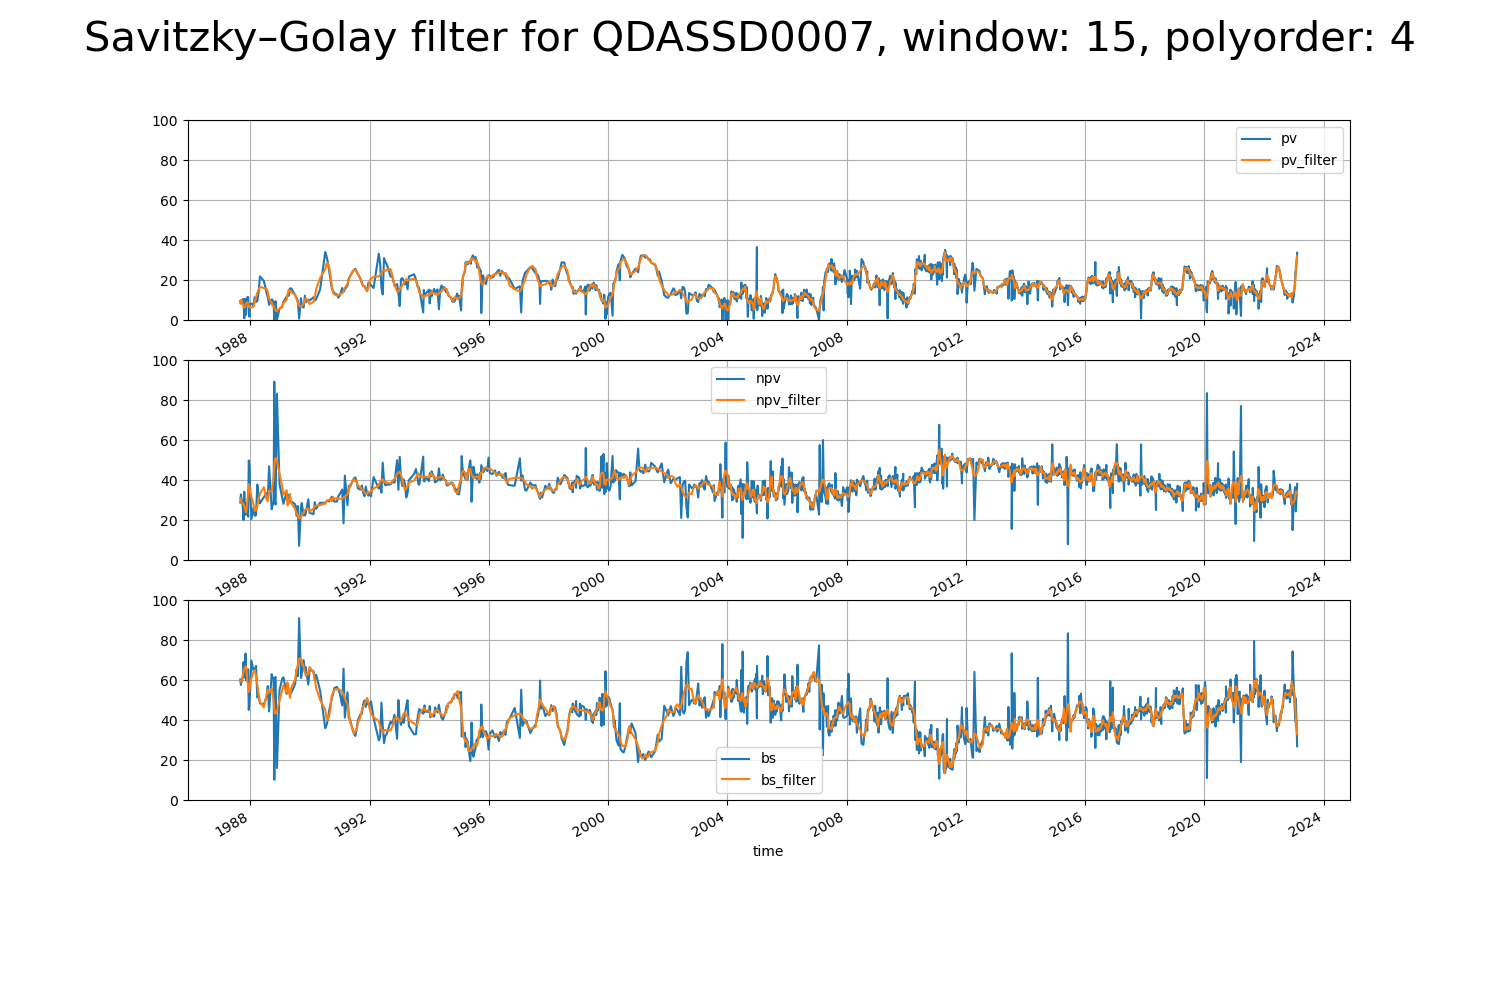 Savitzky–Golay filter for QDASSD0007, window: 15, polyorder: 4
100
80
60
40
20
0
pv
pv_filter
1988 1992 1996 2000 2004 2008 2012 2016 2020 2024
100
80
60
40
20
0
npv
npv_filter
1988 1992 1996 2000 2004 2008 2012 2016 2020 2024
100
80
60
40
20
0
bs
bs_filter
1988 1992 1996 2000 2004 2008 2012 2016 2020 2024
time